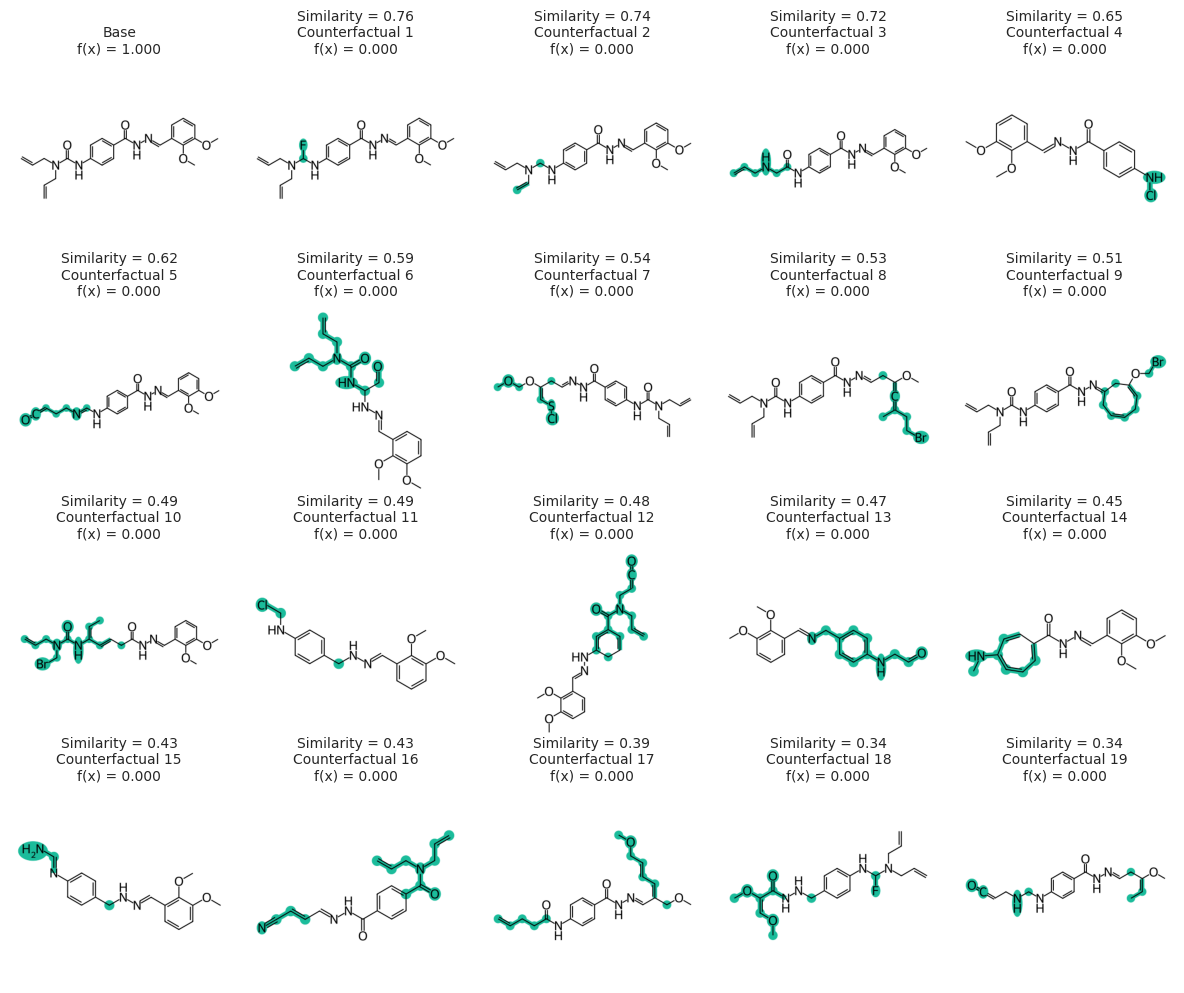 Base
f(x) = 1.000
Similarity = 0.76
Counterfactual 1
f(x) = 0.000
Similarity = 0.74
Counterfactual 2
f(x) = 0.000
Similarity = 0.72
Counterfactual 3
f(x) = 0.000
Similarity = 0.65
Counterfactual 4
f(x) = 0.000
Similarity = 0.62
Counterfactual 5
f(x) = 0.000
Similarity = 0.59
Counterfactual 6
f(x) = 0.000
Similarity = 0.54
Counterfactual 7
f(x) = 0.000
Similarity = 0.53
Counterfactual 8
f(x) = 0.000
Similarity = 0.51
Counterfactual 9
f(x) = 0.000
Similarity = 0.49
Counterfactual 10
f(x) = 0.000
Similarity = 0.49
Counterfactual 11
f(x) = 0.000
Similarity = 0.48
Counterfactual 12
f(x) = 0.000
Similarity = 0.47
Counterfactual 13
f(x) = 0.000
Similarity = 0.45
Counterfactual 14
f(x) = 0.000
Similarity = 0.43
Counterfactual 15
f(x) = 0.000
Similarity = 0.43
Counterfactual 16
f(x) = 0.000
Similarity = 0.39
Counterfactual 17
f(x) = 0.000
Similarity = 0.34
Counterfactual 18
f(x) = 0.000
Similarity = 0.34
Counterfactual 19
f(x) = 0.000